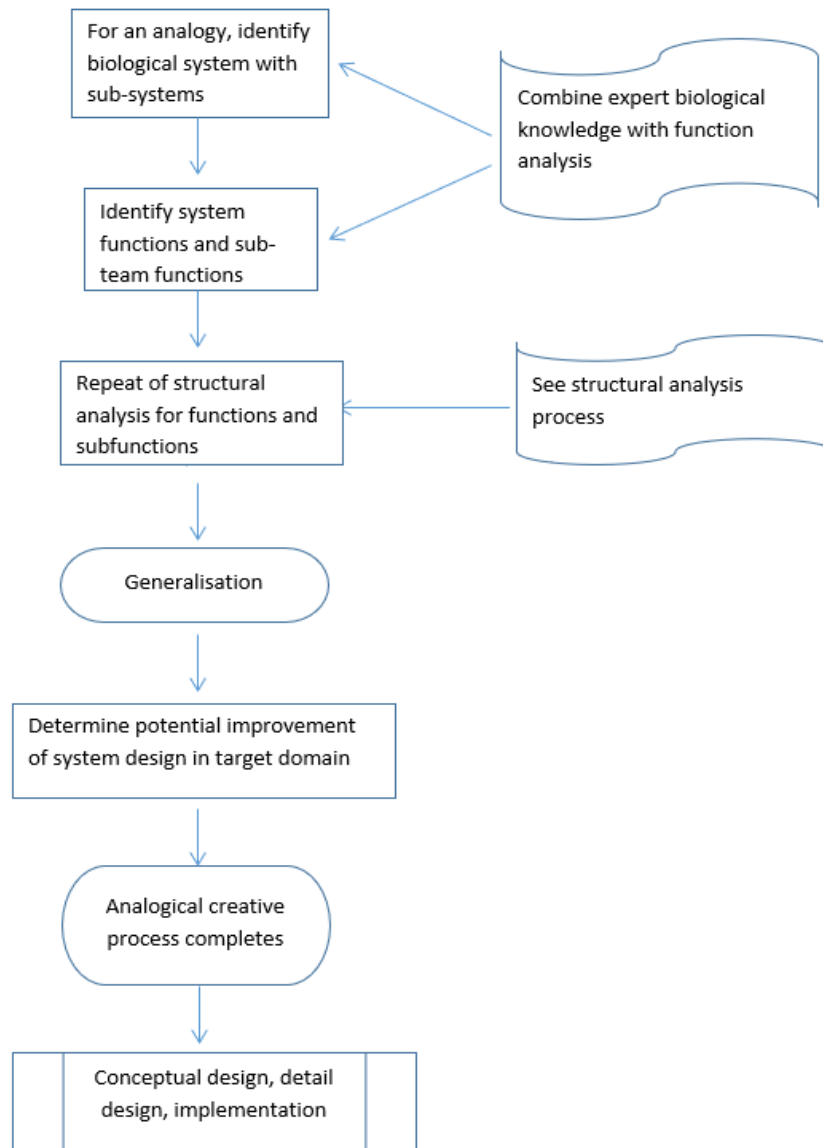 For an analogy, identify
biological system with
sub-systems
Combine expert biological
knowledge with function
analysis
Identify system
functions and sub-
team functions
Repeat of structural
analysis for functions and
subfunctions
See structural analysis
process
Generalisation
Determine potential improvement
of system design in target domain
Analogical creative
process completes
Conceptual design, detail
design, implementation